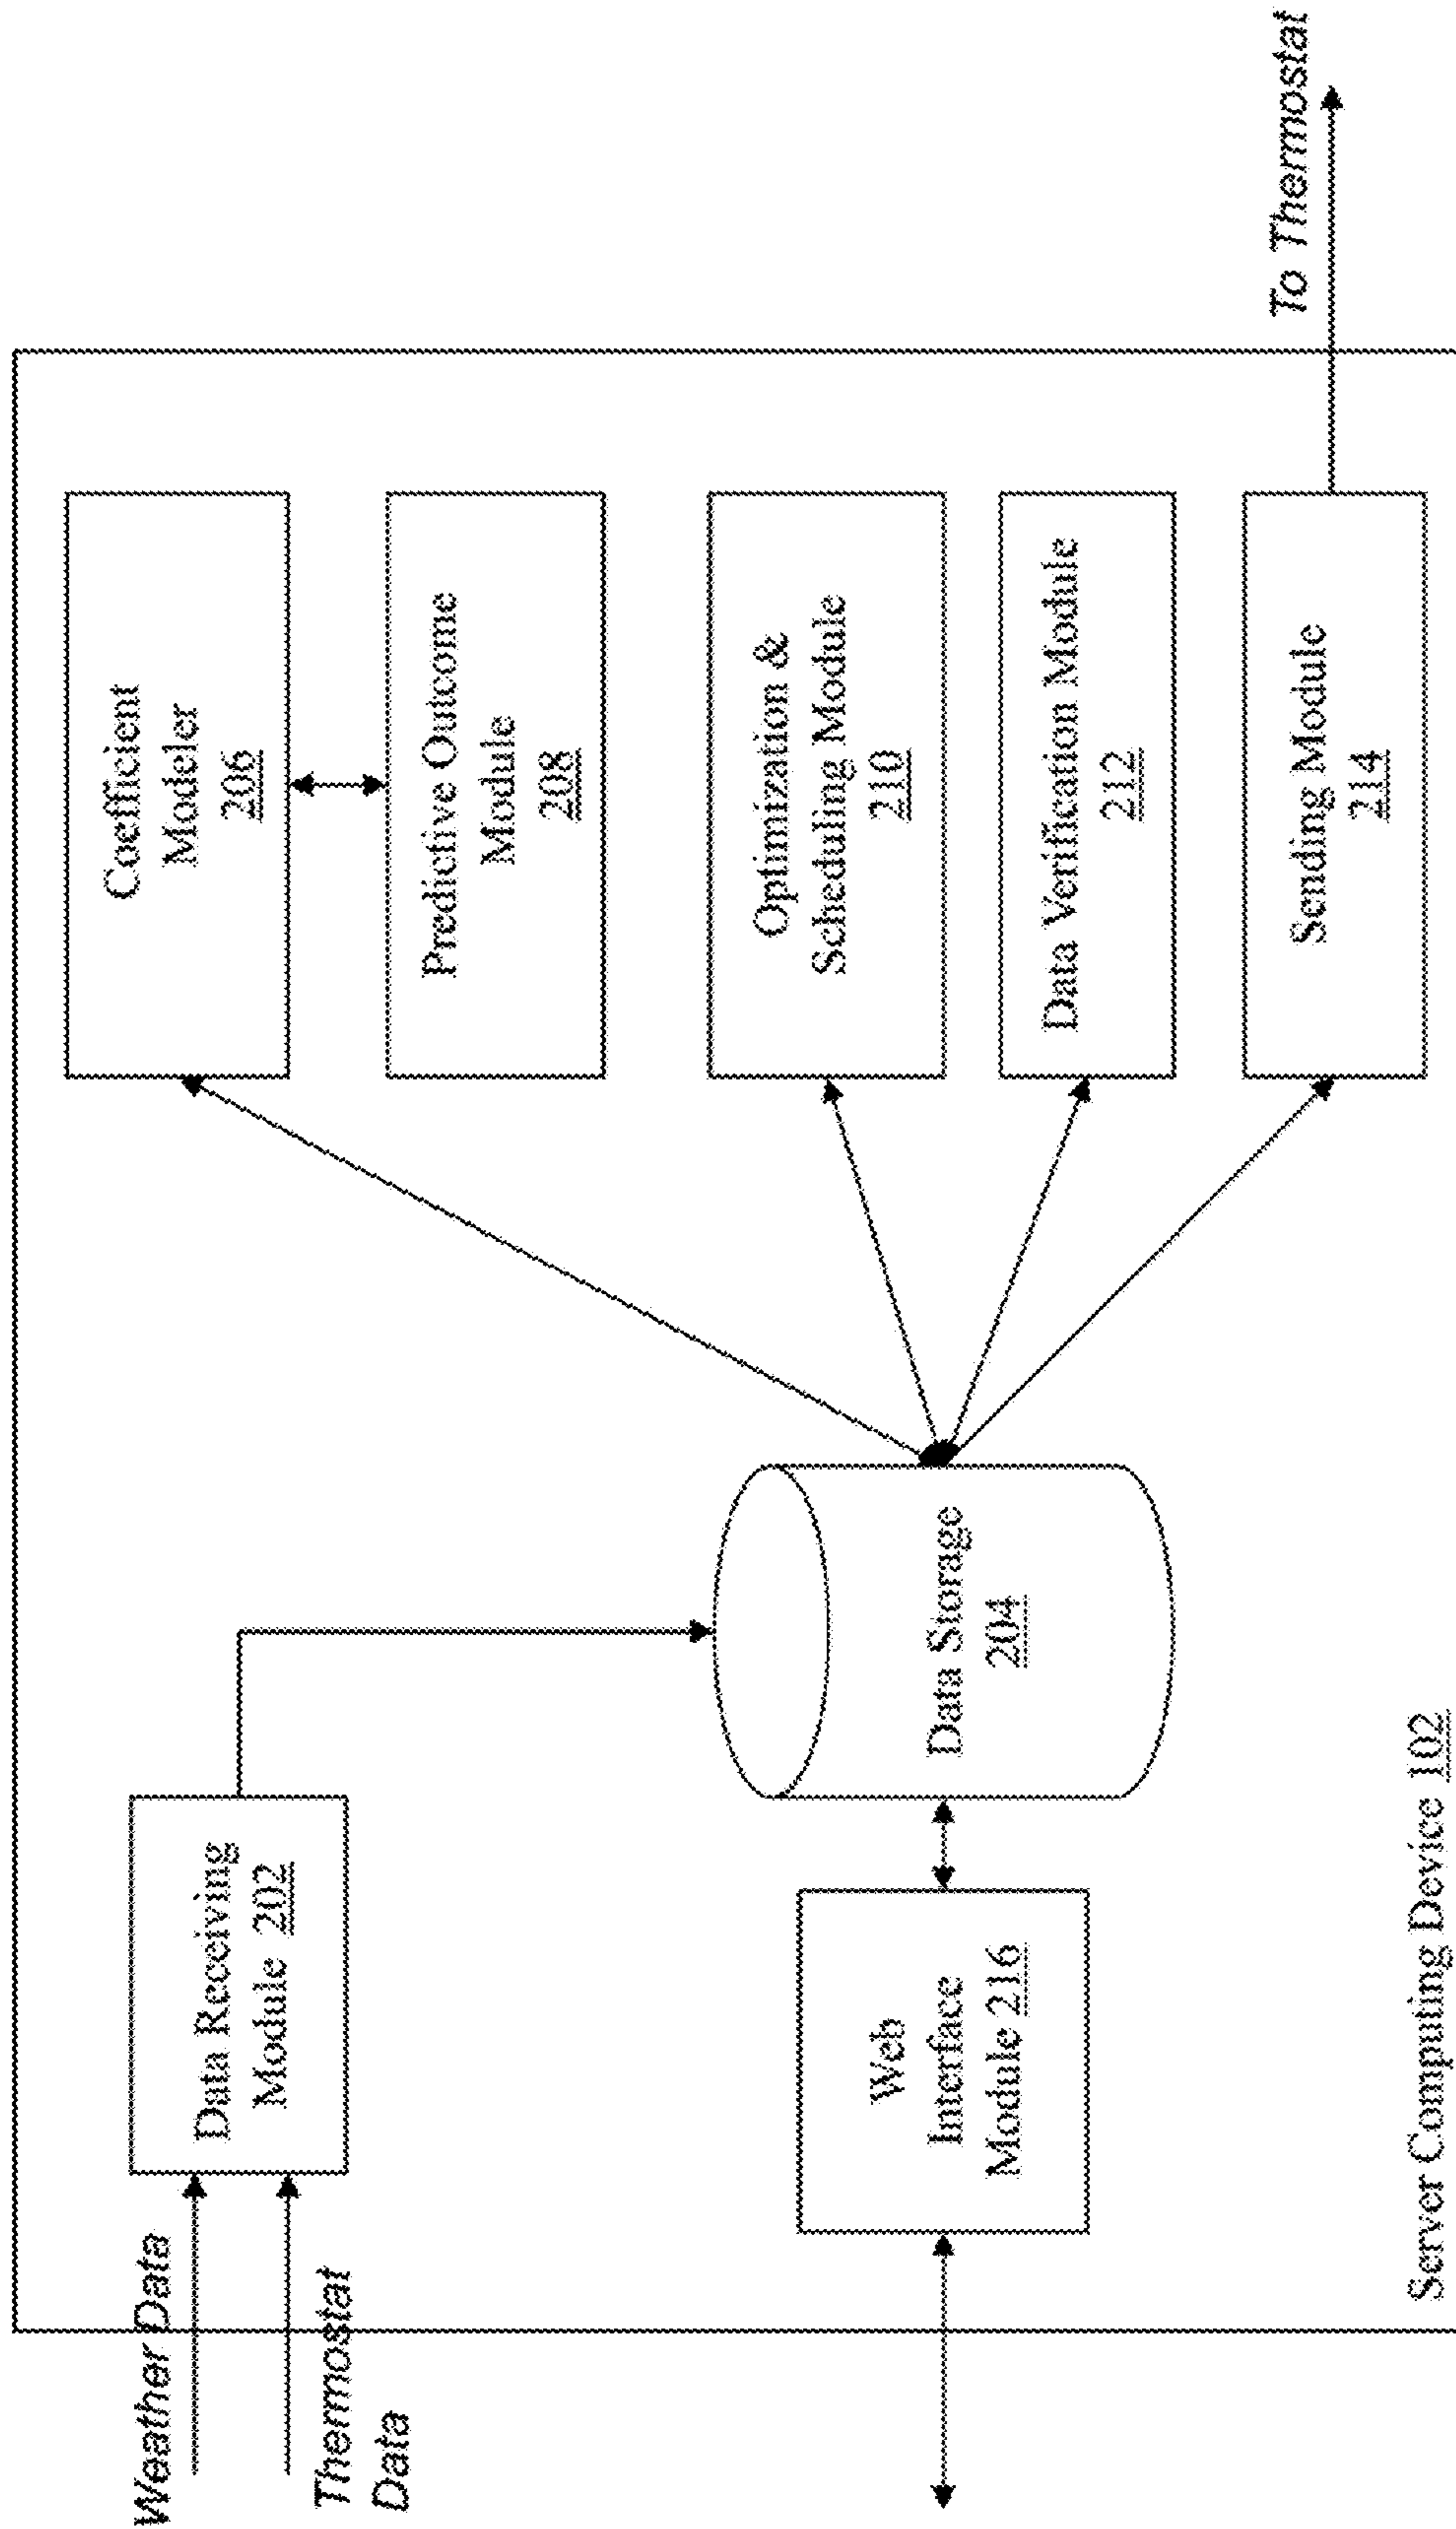 Weather Data
Thermostat
Data
Data Receiving
Module 202
Web
Interface
Module 216
Data Storage
204
Coefficient
Modeler
206
Predictive Outcome
Module
208
Optimization &
Scheduling Module
210
Data Verification Module
212
Sending Module
214
To Thermostat
Server Computing Device 102